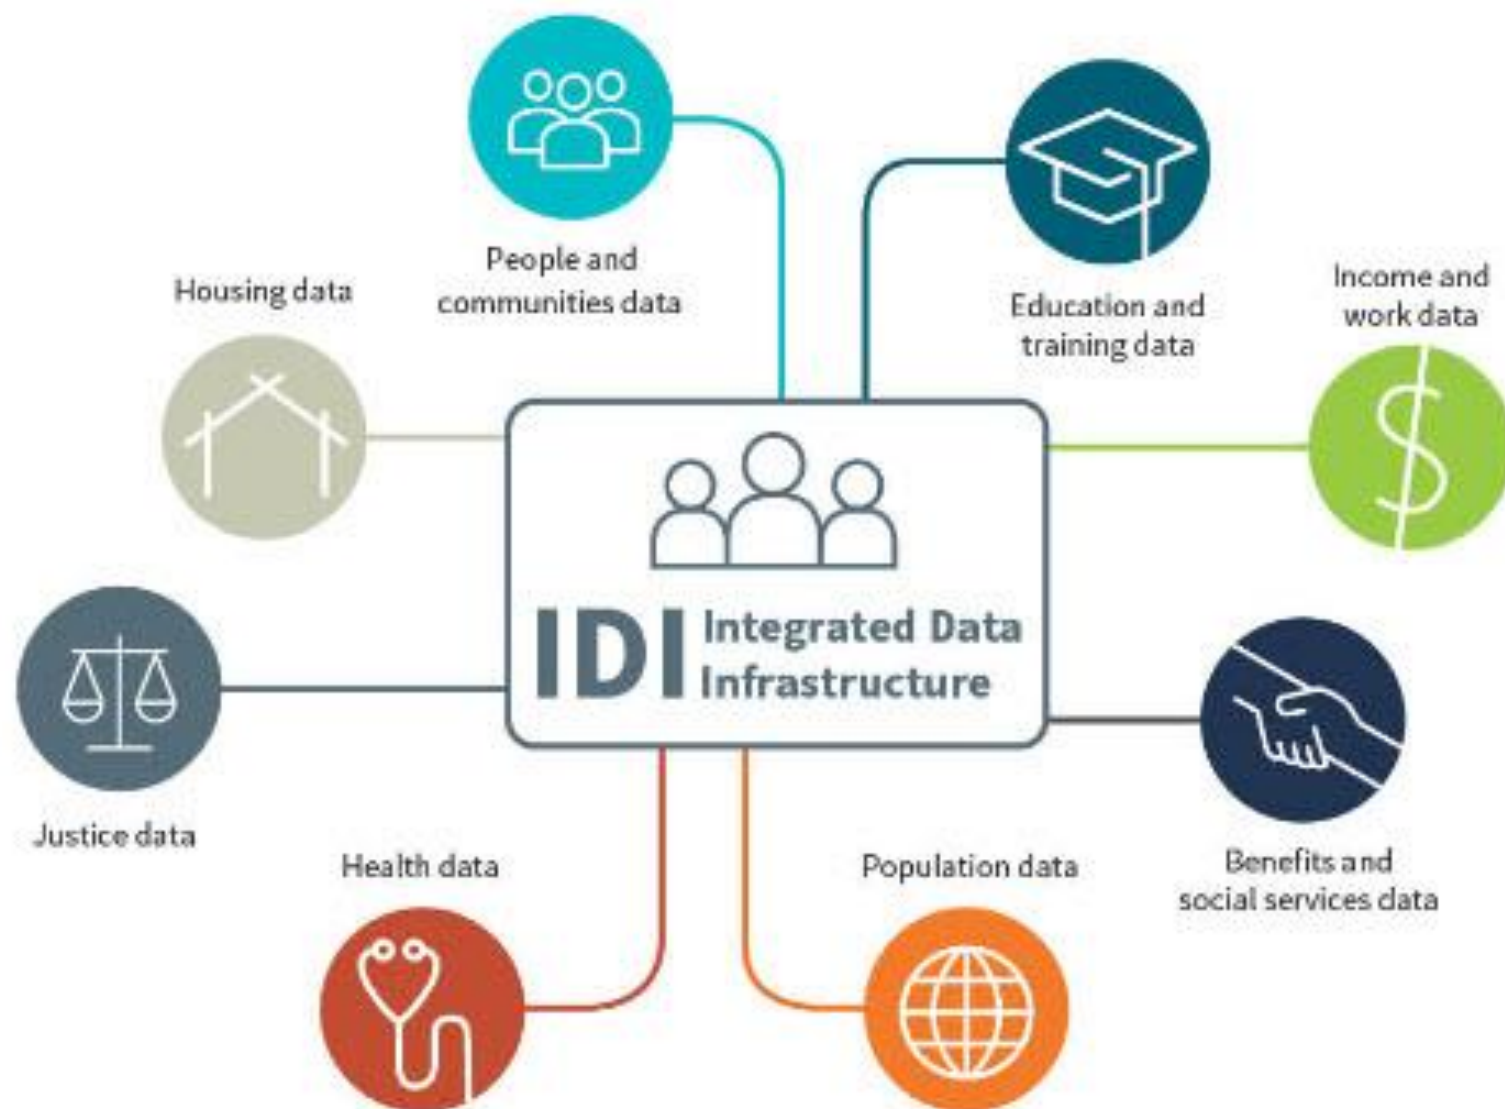 People and
communities data
Education and
training data
Housing data
Income and
work data
IDI Integrated Data
Infrastructure
Justice data
Health data
Population data
Benefits and
social services data